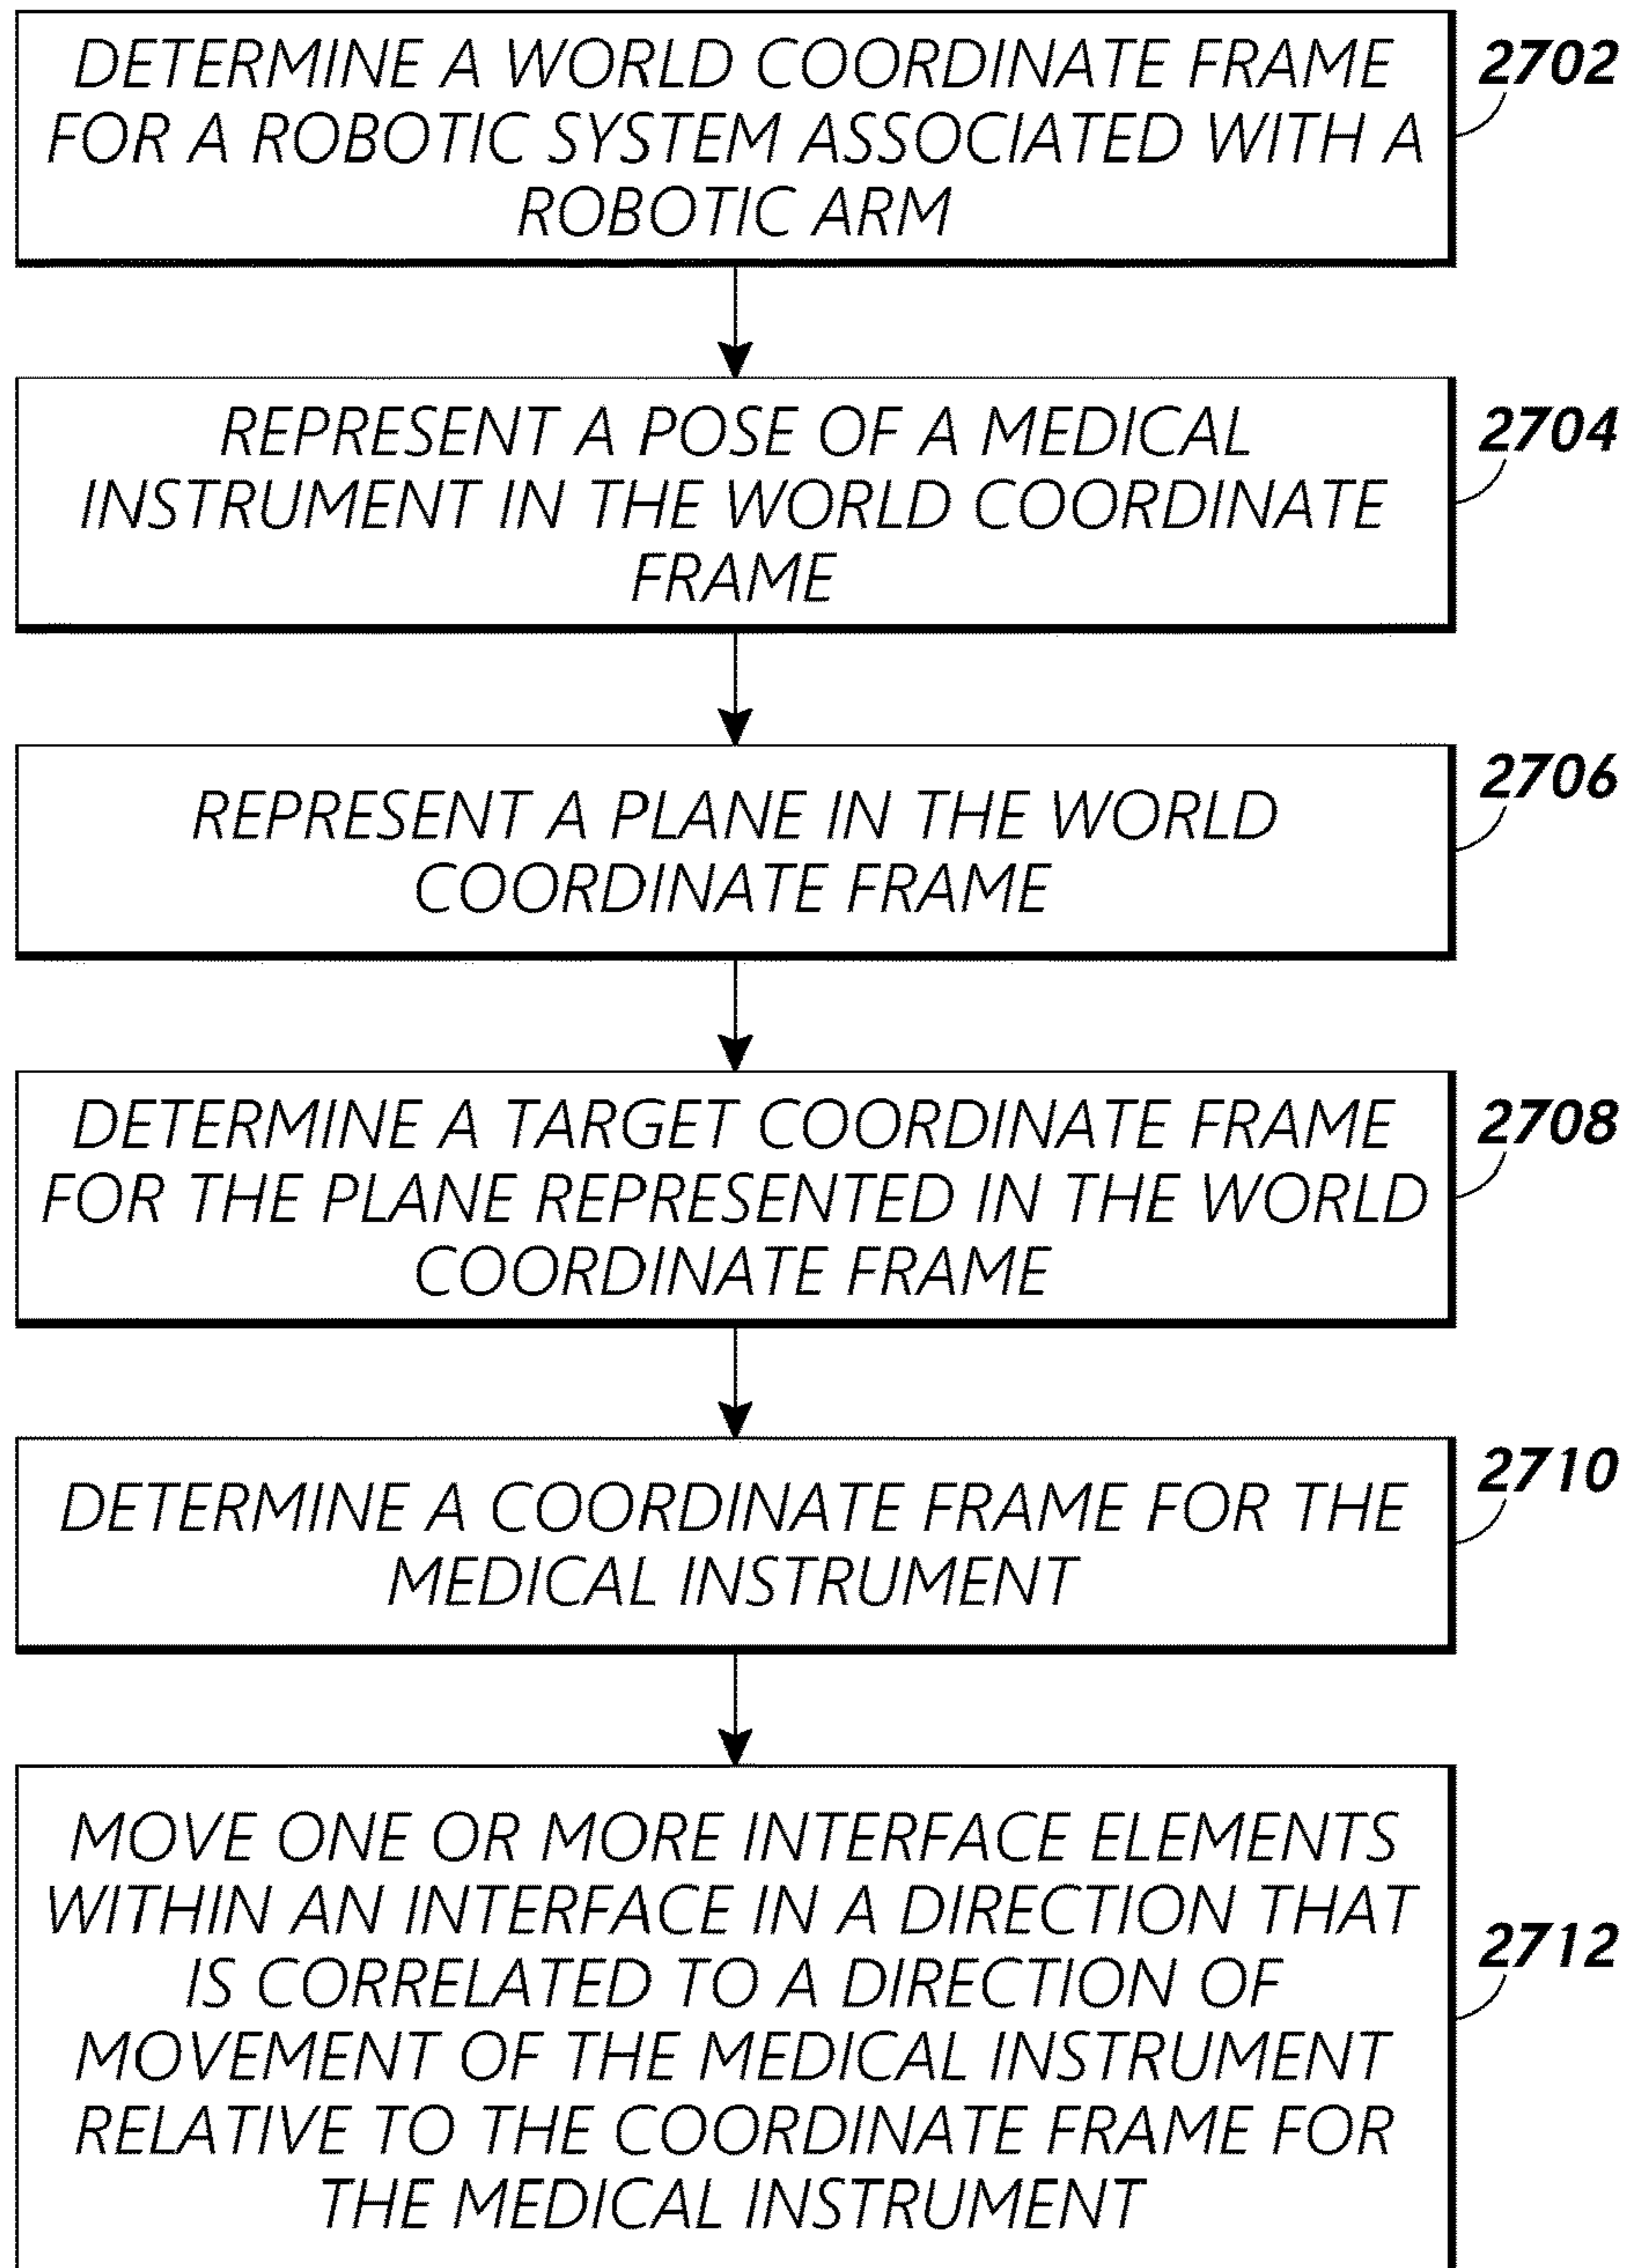 DETERMINE A WORLD COORDINATE FRAME
FOR A ROBOTIC SYSTEM ASSOCIATED WITH A
ROBOTIC ARM
2702
REPRESENT A POSE OF A MEDICAL
INSTRUMENT IN THE WORLD COORDINATE
FRAME
2704
REPRESENT A PLANE IN THE WORLD
COORDINATE FRAME
2706
DETERMINE A TARGET COORDINATE FRAME
FOR THE PLANE REPRESENTED IN THE WORLD
COORDINATE FRAME
2708
DETERMINE A COORDINATE FRAME FOR THE
MEDICAL INSTRUMENT
2710
MOVE ONE OR MORE INTERFACE ELEMENTS
WITHIN AN INTERFACE IN A DIRECTION THAT
IS CORRELATED TO A DIRECTION OF
MOVEMENT OF THE MEDICAL INSTRUMENT
RELATIVE TO THE COORDINATE FRAME FOR
THE MEDICAL INSTRUMENT
2712